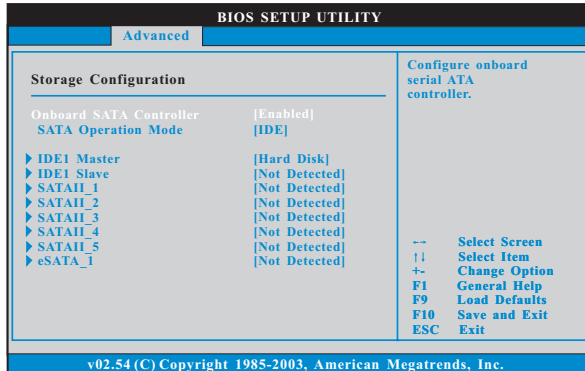 BIOS SETUP UTILITY
Advanced
Storage Configuration
Onboard SATA Controller [Enabled]
SATA Operation Mode [IDE]
IDE1 Master [Hard Disk]
IDE1 Slave [Not Detected]
SATAII_1 [Not Detected]
SATAII_2 [Not Detected]
SATAII_3 [Not Detected]
SATAII_4 [Not Detected]
SATAII_5 [Not Detected]
eSATA_1 [Not Detected]
Configure onboard
serial ATA
controller.
←→ Select Screen
↑↓ Select Item
+- Change Option
F1 General Help
F9 Load Defaults
F10 Save and Exit
ESC Exit
v02.54 (C) Copyright 1985-2003, American Megatrends, Inc.